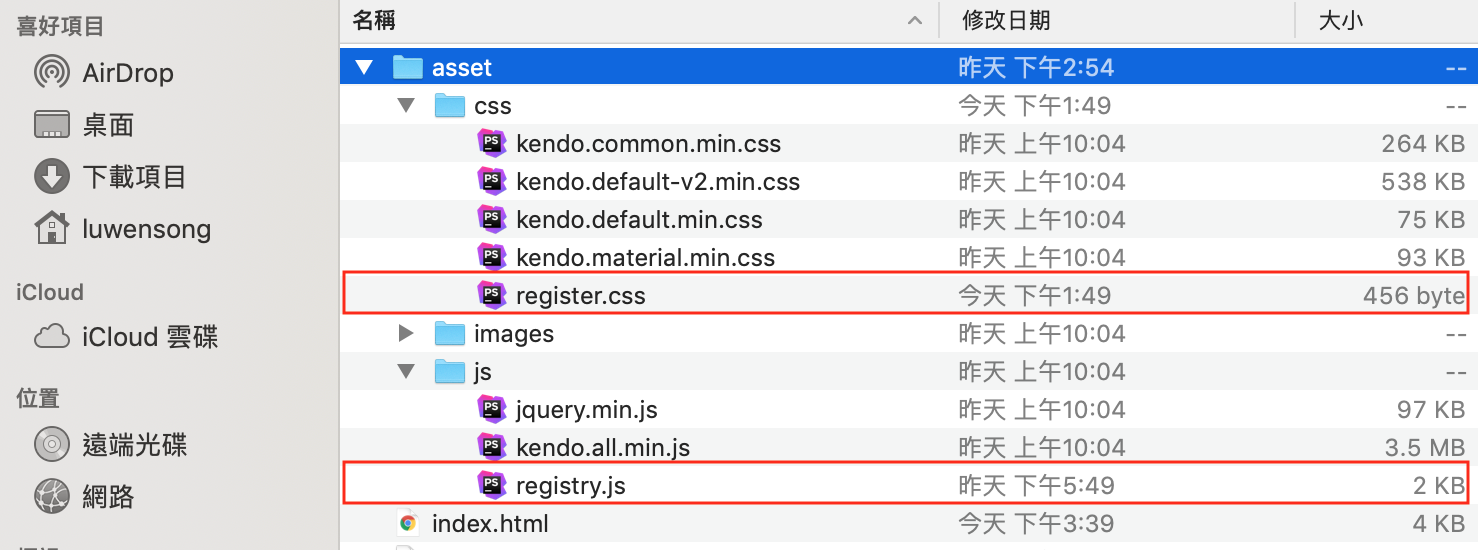 喜好項目
AirDrop
桌面
下載項目
luwensong
iCloud
iCloud 雲碟
位置
遠端光碟
網路
名稱 修改日期 大小
asset 昨天 下午2:54 --
css 今天 下午1:49 --
PS kendo.common.min.css 昨天 上午10:04 264 KB
PS kendo.default-v2.min.css 昨天 上午10:04 538 KB
PS kendo.default.min.css 昨天 上午10:04 75 KB
PS kendo.material.min.css 昨天 上午10:04 93 KB
PS register.css 今天 下午1:49 456 byte
images 昨天 上午10:04 --
js 昨天 上午10:04 --
PS jquery.min.js 昨天 上午10:04 97 KB
PS kendo.all.min.js 昨天 上午10:04 3.5 MB
PS registry.js 昨天 下午5:49 2 KB
index.html 今天 下午3:39 4 KB